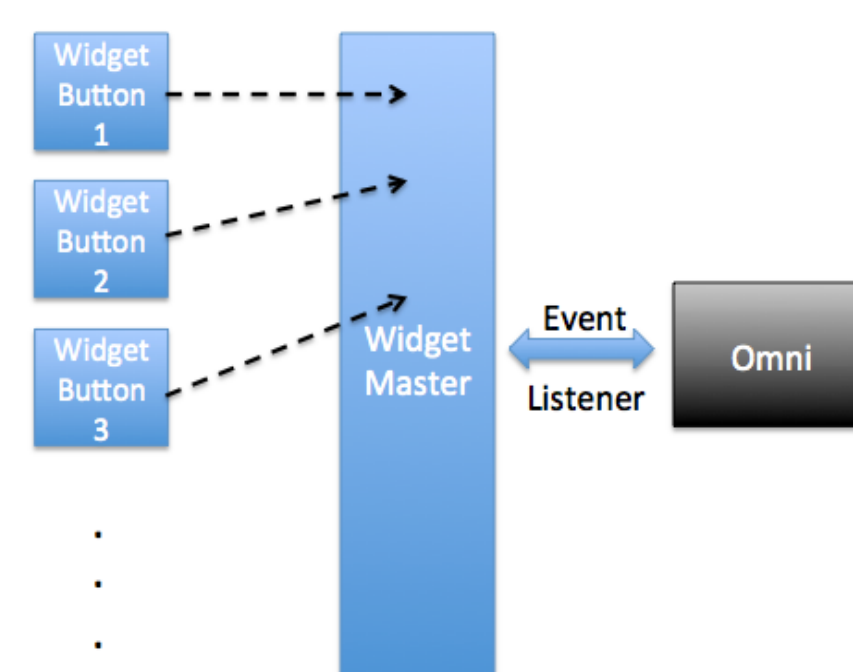 Widget
Button
1
Widget
Button
2
Widget
Button
3
.
.
.
Widget
Master
Event
Listener
Omni